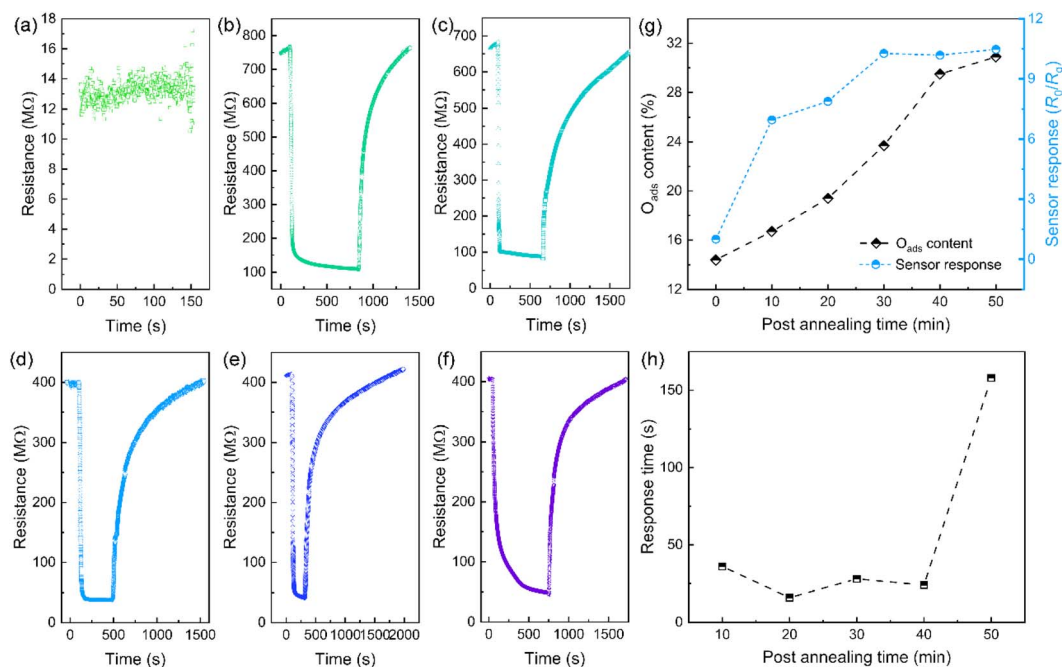 (a)
18
16
14
12
10
8
6
4
2
0
0 50 100 150
Resistance (MΩ)
Time (s)
(b)
800
700
600
500
400
300
200
100
0 500 1000 1500
Resistance (MΩ)
Time (s)
(c)
700
600
500
400
300
200
100
0
0 500 1000 1500
Resistance (MΩ)
Time (s)
(g)
32
28
24
20
16
12
0 10 20 30 40 50
12
10
8
6
4
2
0
Oads content (%)
Sensor response (R0/Rg)
Oads content
Sensor response
Post annealing time (min)
(d)
400
300
200
100
0
0 500 1000 1500
Resistance (MΩ)
Time (s)
(e)
400
300
200
100
0
0 500 1000 1500 2000
Resistance (MΩ)
Time (s)
(f)
400
300
200
100
0
0 500 1000 1500
Resistance (MΩ)
Time (s)
(h)
150
100
50
0
10 20 30 40 50
Response time (s)
Post annealing time (min)